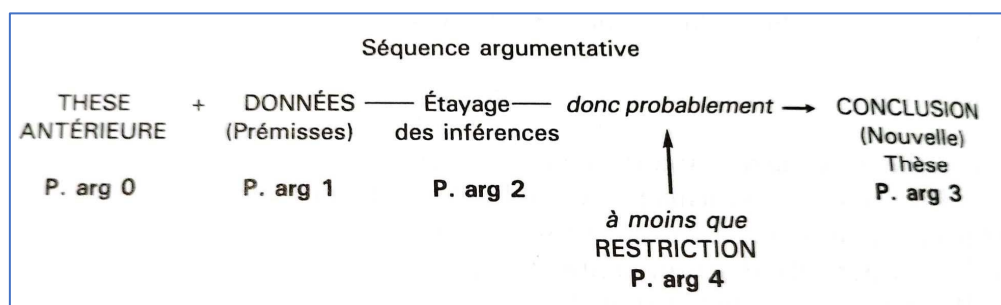 Séquence argumentative
THESE + DONNÉES — Étayage — donc probablement → CONCLUSION
ANTÉRIEURE (Prémisses) des inférences (Nouvelle)
Thèse
P. arg 0 P. arg 1 P. arg 2 P. arg 3
à moins que
RESTRICTION
P. arg 4